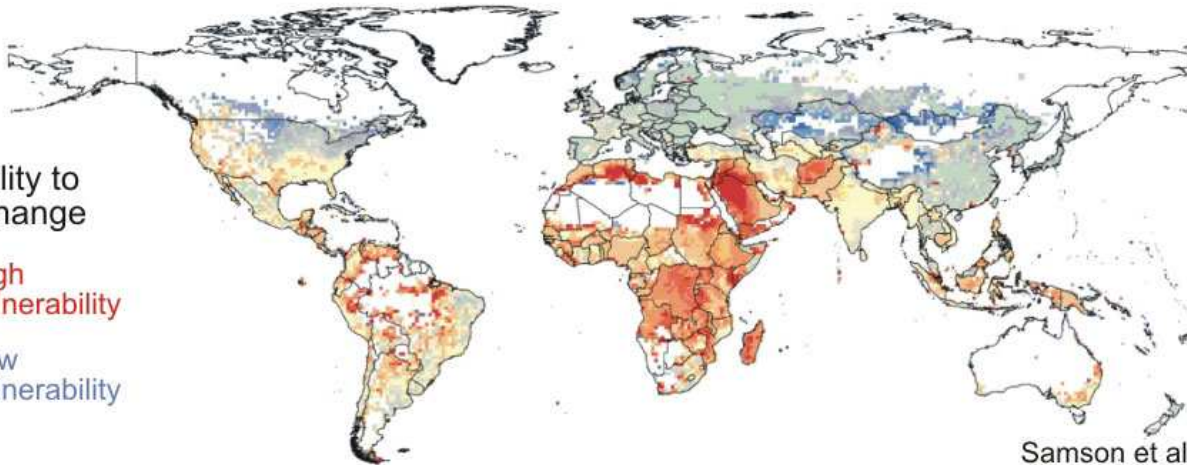 lity to
hange
gh
nerability
w
nerability
Samson et al